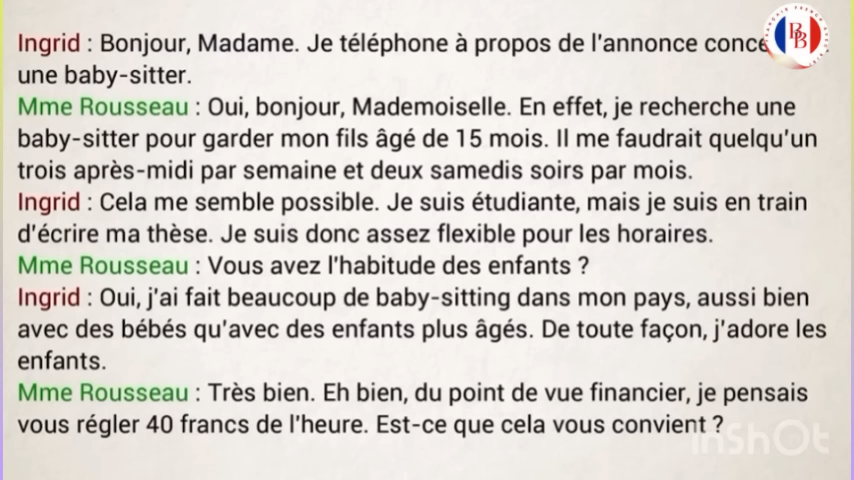 Ingrid : Bonjour, Madame. Je téléphone à propos de l'annonce
une baby-sitter.
Mme Rousseau : Oui, bonjour, Mademoiselle. En effet, je recherche une
baby-sitter pour garder mon fils âgé de 15 mois. Il me faudrait quelqu'un
trois après-midi par semaine et deux samedis soirs par mois.
Ingrid : Cela me semble possible. Je suis étudiante, mais je suis en train
d'écrire ma thèse. Je suis donc assez flexible pour les horaires.
Mme Rousseau : Vous avez l'habitude des enfants ?
Ingrid : Oui, j'ai fait beaucoup de baby-sitting dans mon pays, aussi bien
avec des bébés qu'avec des enfants plus âgés. De toute façon, j'adore les
enfants.
Mme Rousseau : Très bien. Eh bien, du point de vue financier, je pensais
vous régler 40 francs de l'heure. Est-ce que cela vous convient ?
InShOt